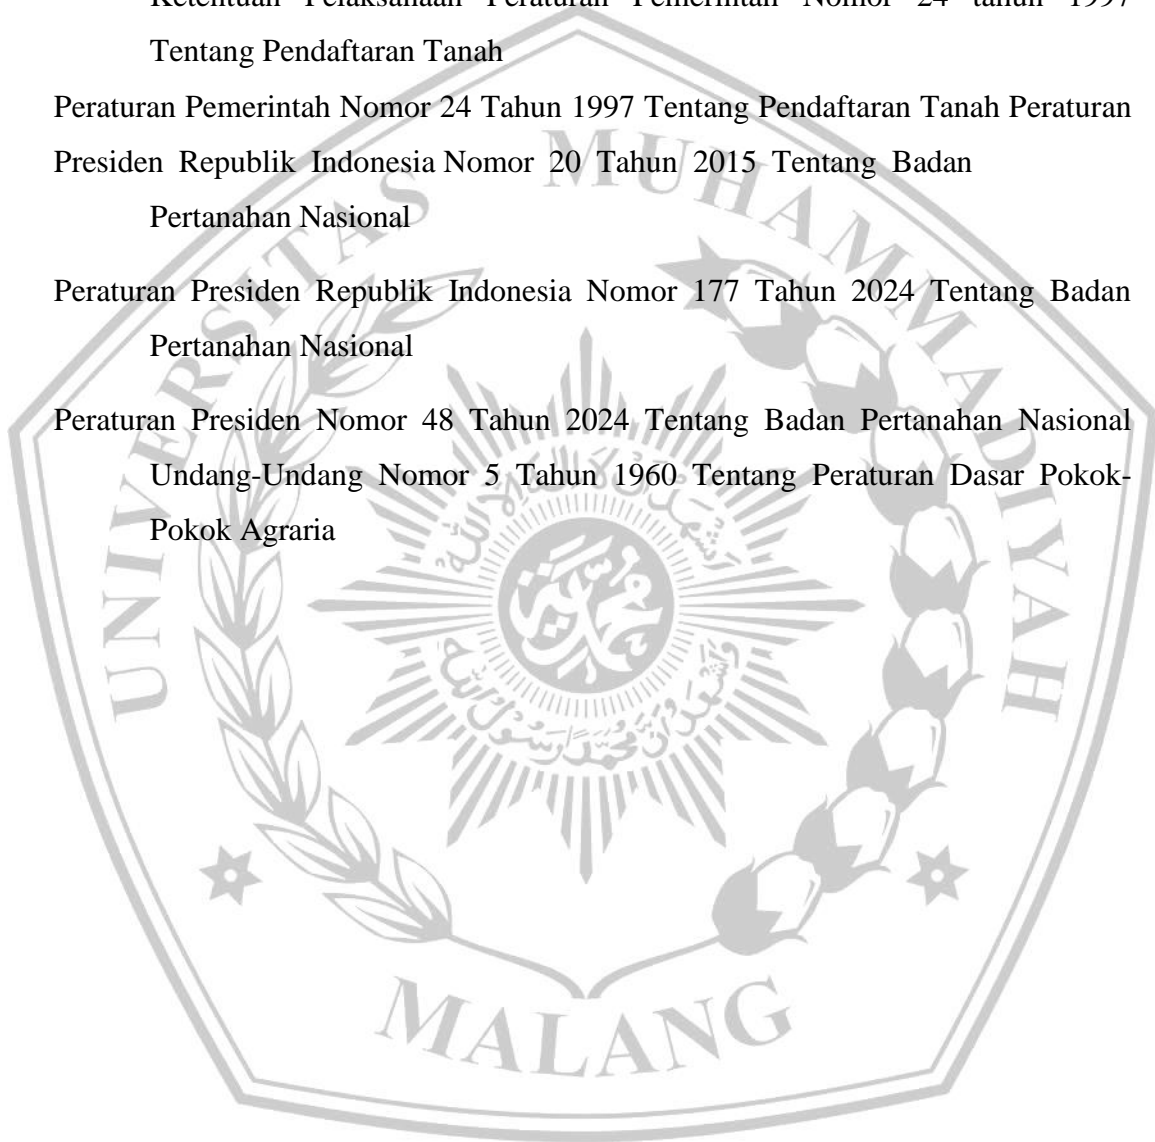 Ketentuan Pelaksanaan Peraturan Pemerintah Nomor 24 tahun 1997
Tentang Pendaftaran Tanah
Peraturan Pemerintah Nomor 24 Tahun 1997 Tentang Pendaftaran Tanah Peraturan
Presiden Republik Indonesia Nomor 20 Tahun 2015 Tentang Badan
Pertanahan Nasional
Peraturan Presiden Republik Indonesia Nomor 177 Tahun 2024 Tentang Badan
Pertanahan Nasional
Peraturan Presiden Nomor 48 Tahun 2024 Tentang Badan Pertanahan Nasional
Undang-Undang Nomor 5 Tahun 1960 Tentang Peraturan Dasar Pokok-
Pokok Agraria
UNIVERSITAS MUHAMMADIYAH
MALANG